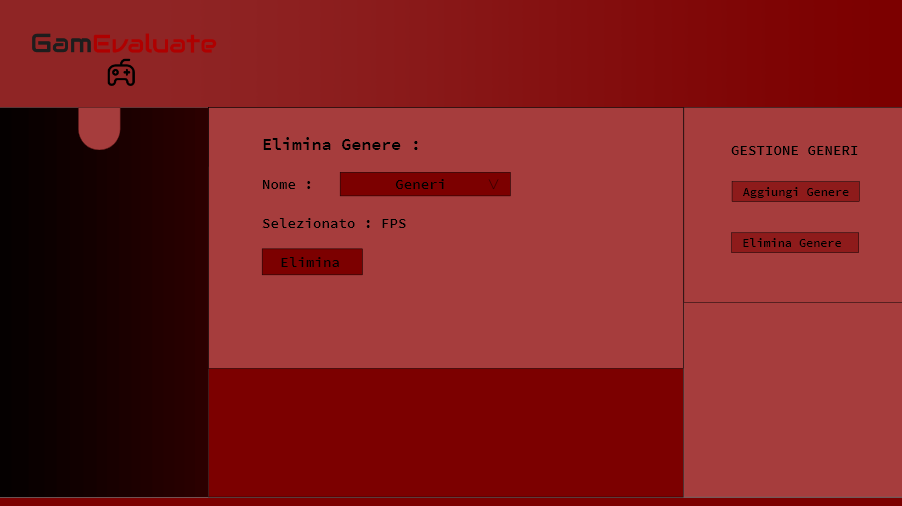 GamEvaluate
Elimina Genere :
Nome : Generi V
Selezionato : FPS
Elimina
GESTIONE GENERI
Aggiungi Genere
Elimina Genere